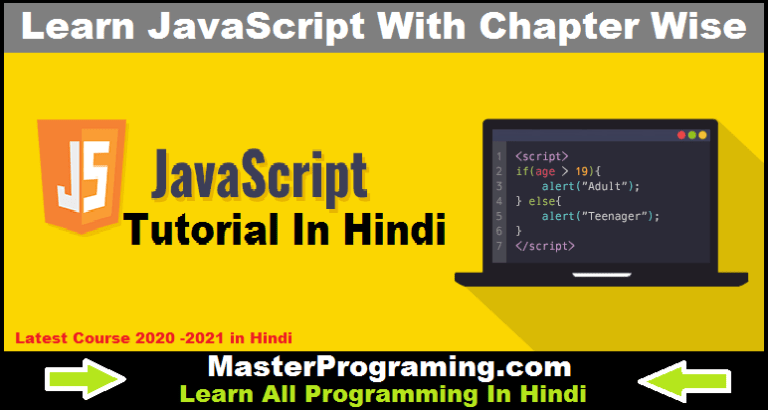 Learn JavaScript With Chapter Wise
JS
JavaScript
Tutorial In Hindi
1 <script>
2 if(age > 19){
3 alert("Adult");
4 } else{
5 alert("Teenager");
6 }
7 </script>
Latest Course 2020 -2021 in Hindi
MasterPrograming.com
Learn All Programming In Hindi